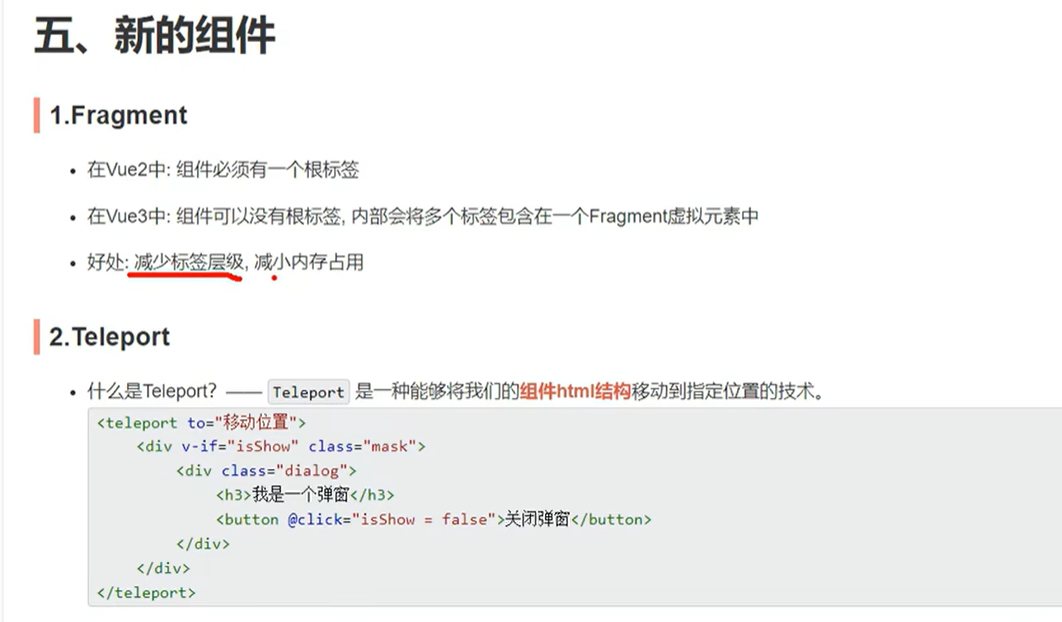 五、新的组件
1.Fragment
• 在Vue2中: 组件必须有一个根标签
• 在Vue3中: 组件可以没有根标签, 内部会将多个标签包含在一个Fragment虚拟元素中
• 好处: 减少标签层级, 减小内存占用
2.Teleport
• 什么是Teleport？—— Teleport 是一种能够将我们的组件html结构移动到指定位置的技术。
<teleport to="移动位置">
    <div v-if="isShow" class="mask">
        <div class="dialog">
            <h3>我是一个弹窗</h3>
            <button @click="isShow = false">关闭弹窗</button>
        </div>
    </div>
</teleport>